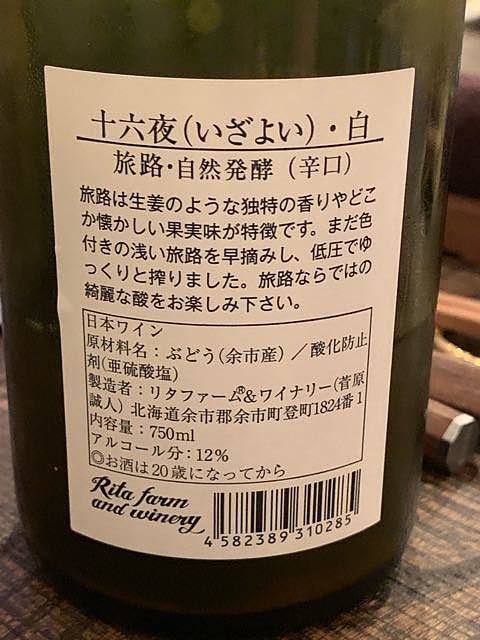 十六夜(いざよい)・白
旅路・自然発酵（辛口）
旅路は生姜のような独特の香りやどこ
か懐かしい果実味が特徴です。まだ色
付きの浅い旅路を早摘みし、低圧でゆ
っくりと搾りました。旅路ならではの
綺麗な酸をお楽しみ下さい。
日本ワイン
原材料名：ぶどう(余市産）／酸化防止
剤(亜硫酸塩)
製造者：リタファーム®&ワイナリー(菅原
誠人）北海道余市郡余市町登町1824番1
内容量：750ml
アルコール分：12%
◎お酒は20歳になってから
Rita farm
and winery
4 582389 310285